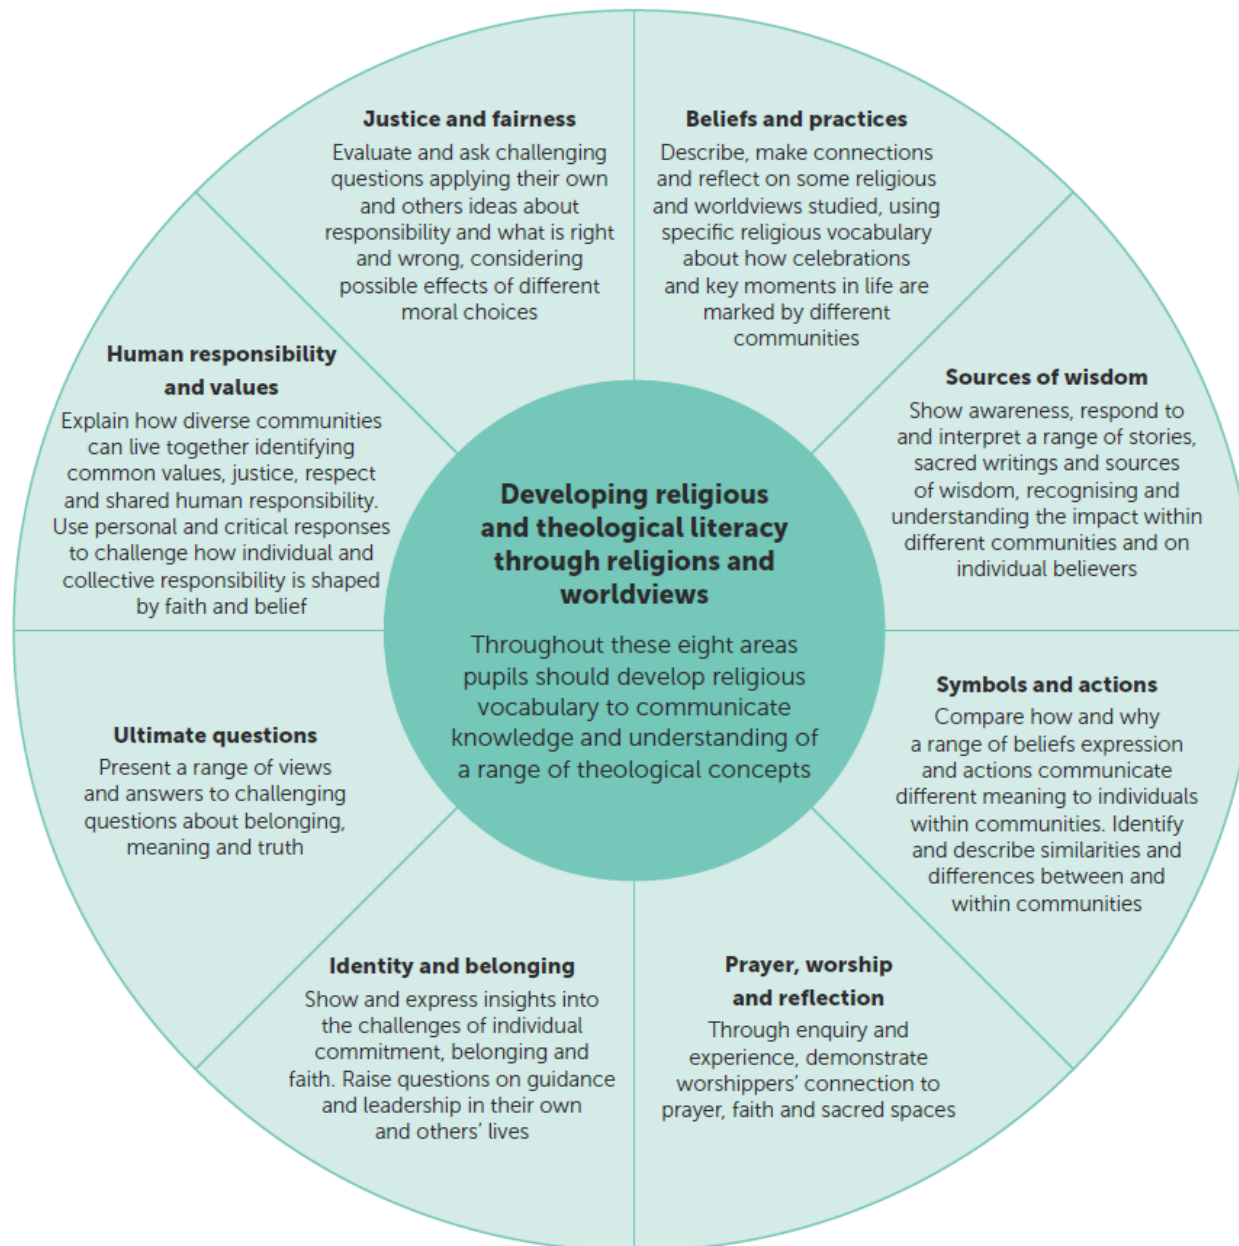 Justice and fairness
Evaluate and ask challenging
questions applying their own
and others ideas about
responsibility and what is right
and wrong, considering
possible effects of different
moral choices
Beliefs and practices
Describe, make connections
and reflect on some religious
and worldviews studied, using
specific religious vocabulary
about how celebrations
and key moments in life are
marked by different
communities
Human responsibility
and values
Explain how diverse communities
can live together identifying
common values, justice, respect
and shared human responsibility.
Use personal and critical responses
to challenge how individual and
collective responsibility is shaped
by faith and belief
Sources of wisdom
Show awareness, respond to
and interpret a range of stories,
sacred writings and sources
of wisdom, recognising and
understanding the impact within
different communities and on
individual believers
Developing religious
and theological literacy
through religions and
worldviews
Throughout these eight areas
pupils should develop religious
vocabulary to communicate
knowledge and understanding of
a range of theological concepts
Ultimate questions
Present a range of views
and answers to challenging
questions about belonging,
meaning and truth
Symbols and actions
Compare how and why
a range of beliefs expression
and actions communicate
different meaning to individuals
within communities. Identify
and describe similarities and
differences between and
within communities
Identity and belonging
Show and express insights into
the challenges of individual
commitment, belonging and
faith. Raise questions on guidance
and leadership in their own
and others’ lives
Prayer, worship
and reflection
Through enquiry and
experience, demonstrate
worshippers’ connection to
prayer, faith and sacred spaces